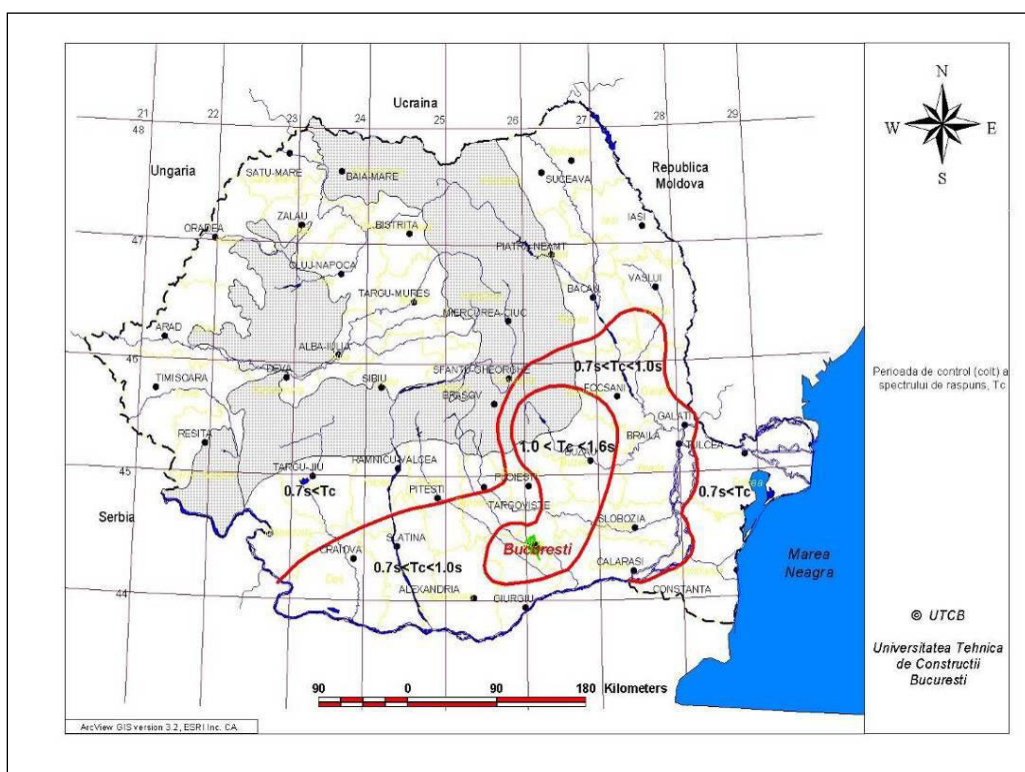 N
W E
S
Ucraina
21 22 23 24 25 26 27 28 29
48
Ungaria
Republica
Moldova
SATU-MARE
BAIA-MARE
SUCEAVA
ZALAU
BISTRITA
IASI
ORADEA
47
47
PIATRA-NEAMT
CLUJ-NAPOCA
TARGU-MURES
BACAU
VASLUI
MIERCUREA-CIUC
ARAD
ALBA-IULIA
46
46
0.7s<Tc<1.0s
SFANTU-GHEORGHE
TIMISOARA
DEVA
SIBIU
BRASOV
FOCSANI
Perioada de control (colt) a
spectrului de raspuns, Tc
RESITA
GALATI
BRAILA
TULCEA
1.0 < Tc <1,6s
45
45
RAMNICU-VALCEA
TARGU-JIU
PITESTI
PLOIESTI
0.7s<Tc
0.7s<Tc
TARGOVISTE
Serbia
SLOBOZIA
SLATINA
Bucuresti
CRAIOVA
0.7s<Tc<1.0s
CALARASI
Marea
Neagra
44
44
ALEXANDRIA
GIURGIU
CONSTANTA
© UTCB
Universitatea Tehnica
de Constructii
Bucuresti
90 0 90 180 Kilometers
ArcView GIS version 3.2, ESRI Inc. CA.